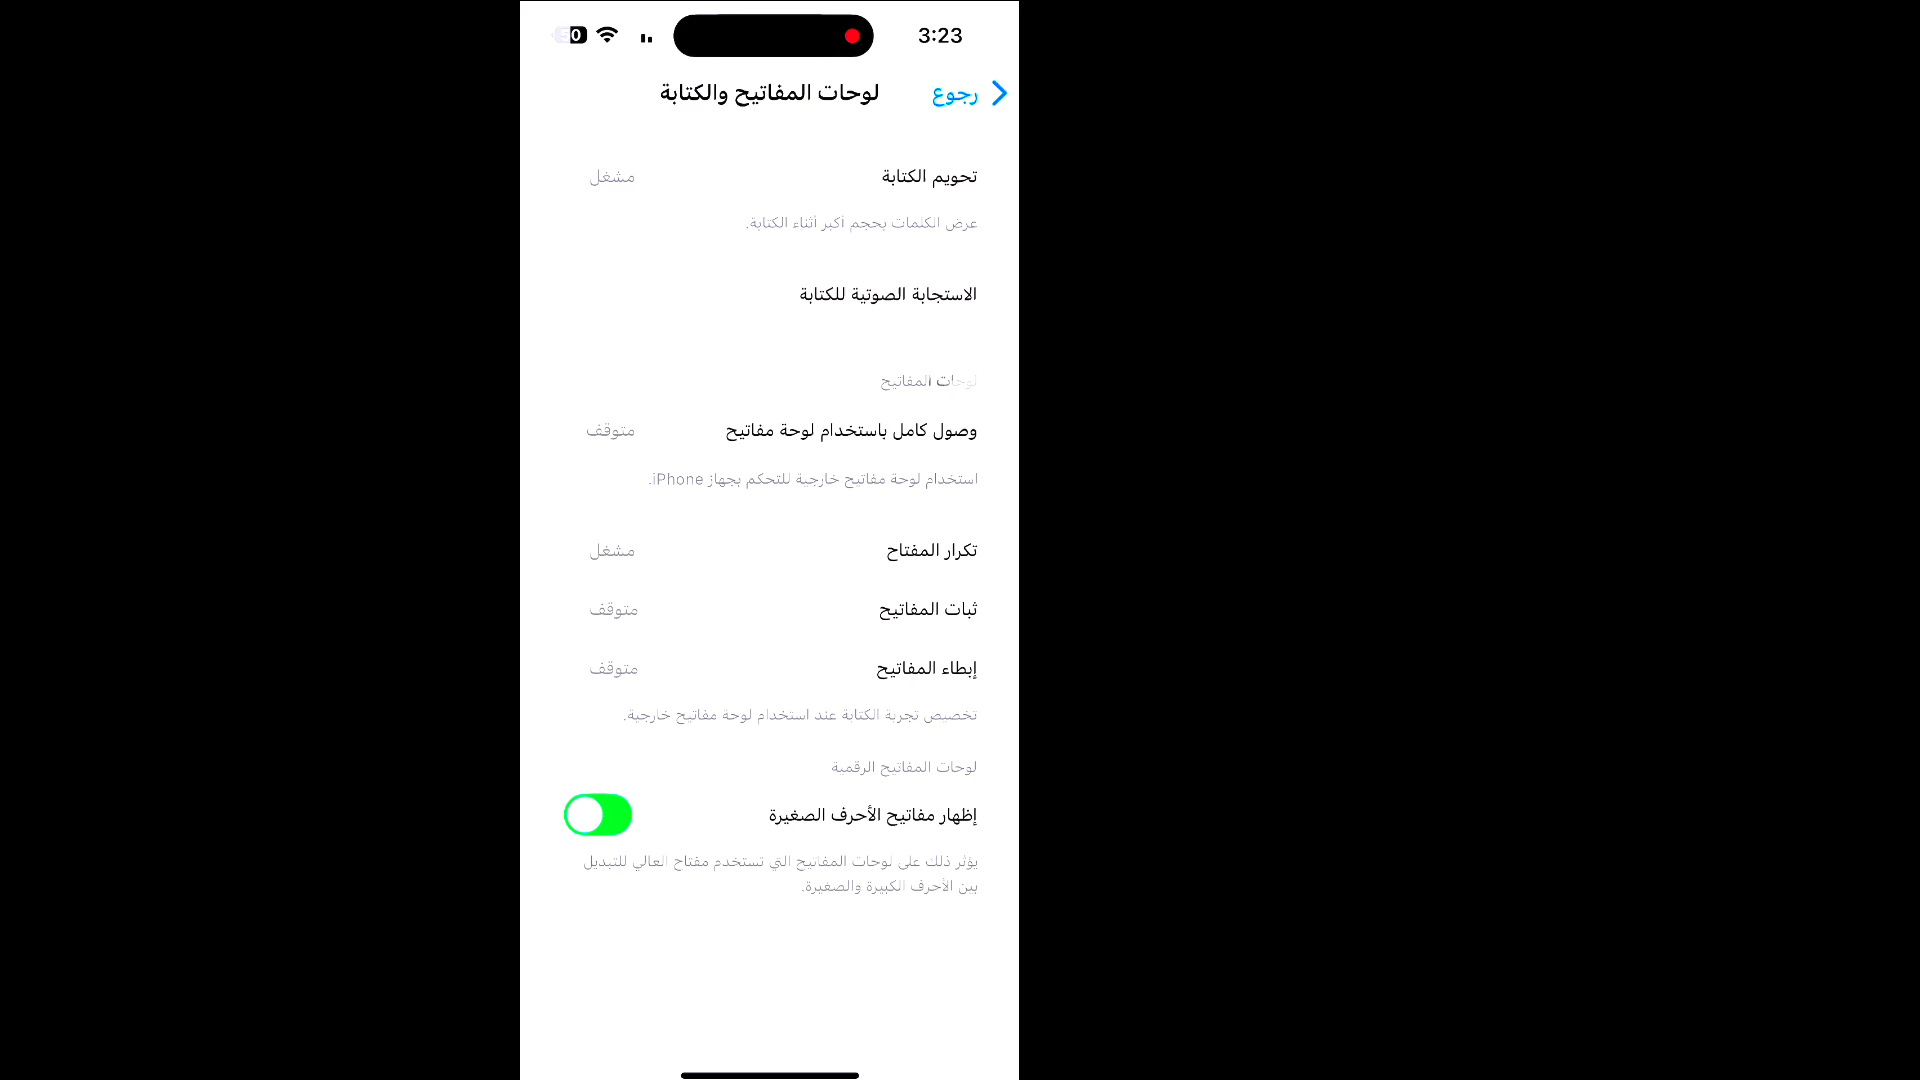 3:23
50
رجوع
لوحات المفاتيح والكتابة
تحويم الكتابة
مشغل
عرض الكلمات بحجم أكبر أثناء الكتابة.
الاستجابة الصوتية للكتابة
لوحات المفاتيح
وصول كامل باستخدام لوحة مفاتيح
متوقف
استخدام لوحة مفاتيح خارجية للتحكم بجهاز iPhone.
تكرار المفتاح
مشغل
ثبات المفاتيح
متوقف
إبطاء المفاتيح
متوقف
تخصيص تجربة الكتابة عند استخدام لوحة مفاتيح خارجية.
لوحات المفاتيح الرقمية
إظهار مفاتيح الأحرف الصغيرة
يؤثر ذلك على لوحات المفاتيح التي تستخدم مفتاح العالي للتبديل
بين الأحرف الكبيرة والصغيرة.